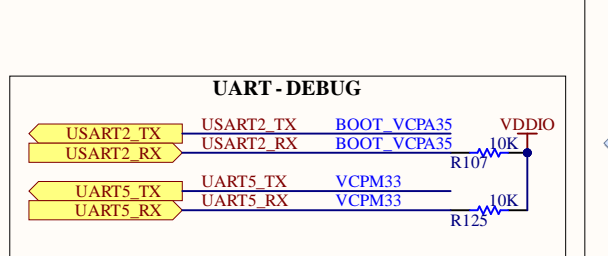 UART - DEBUG
USART2_TX USART2_TX BOOT_VCPA35 VDDIO
USART2_RX USART2_RX BOOT_VCPA35 10K
R107
UART5_TX UART5_TX VCPM33
UART5_RX UART5_RX VCPM33 10K
R125